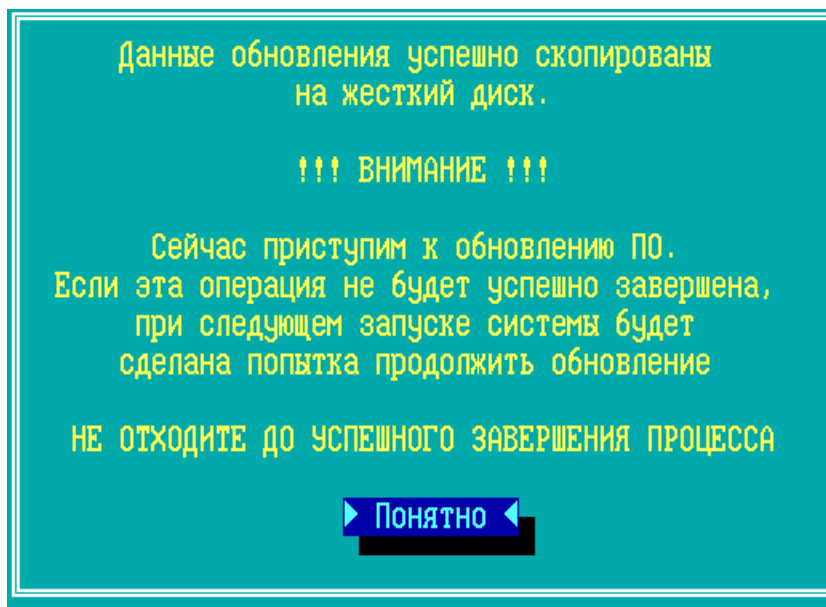 Данные обновления успешно скопированы
на жесткий диск.
!!! ВНИМАНИЕ !!!
Сейчас приступим к обновлению ПО.
Если эта операция не будет успешно завершена,
при следующем запуске системы будет
сделана попытка продолжить обновление
НЕ ОТХОДИТЕ ДО УСПЕШНОГО ЗАВЕРШЕНИЯ ПРОЦЕССА
Понятно